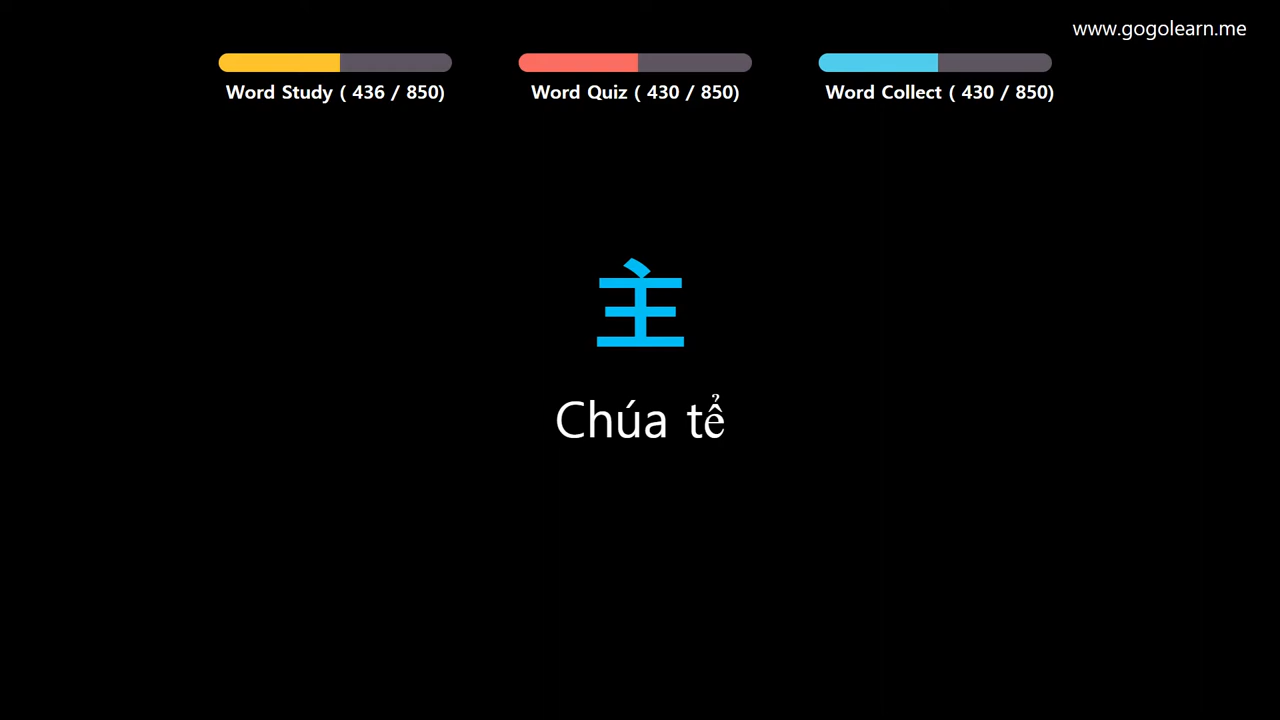 www.gogolearn.me
Word Study ( 436 / 850)
Word Quiz ( 430 / 850)
Word Collect ( 430 / 850)
主
Chúa tể